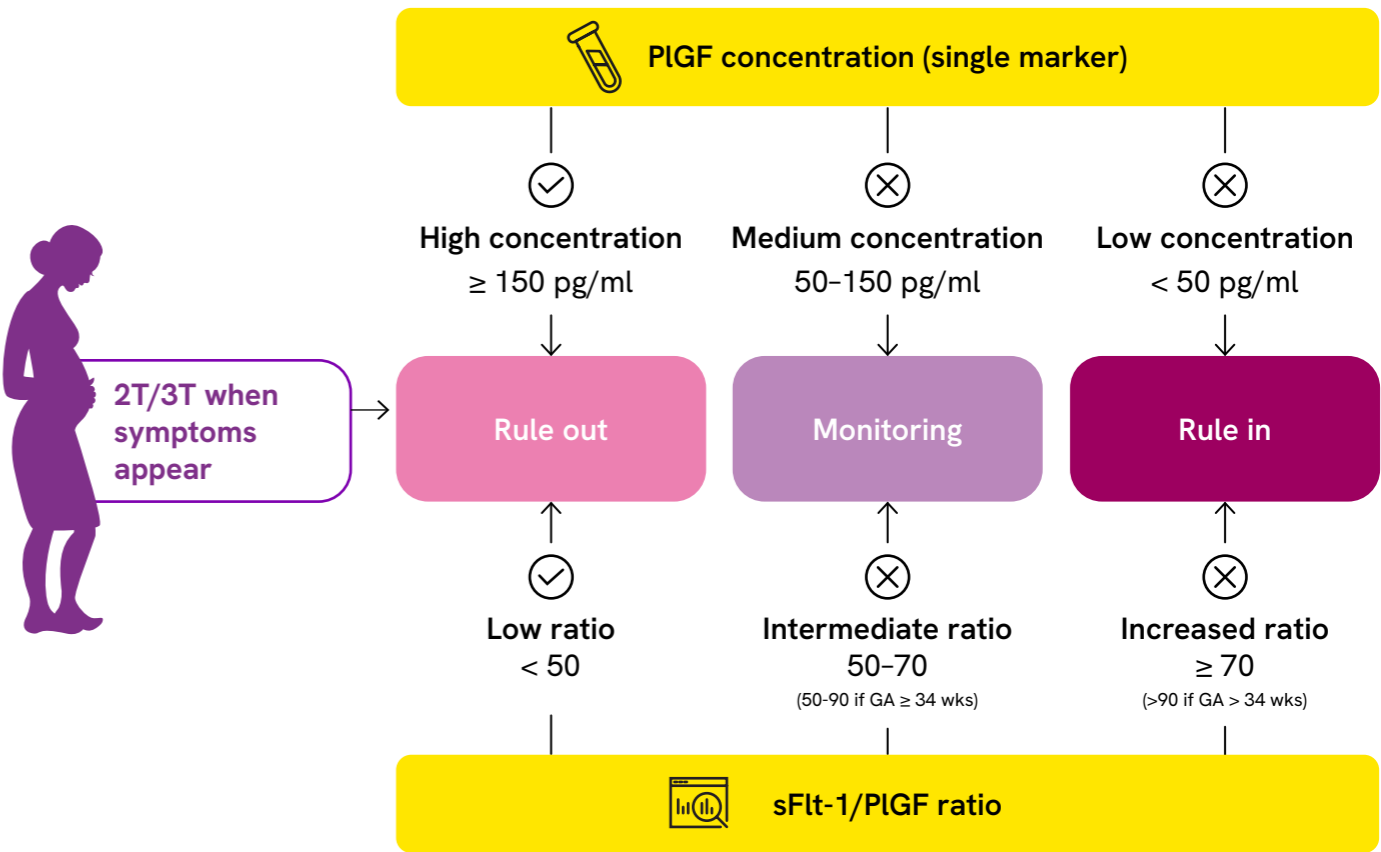 PlGF concentration (single marker)
High concentration
≥ 150 pg/ml
Medium concentration
50–150 pg/ml
Low concentration
< 50 pg/ml
2T/3T when
symptoms
appear
Rule out
Monitoring
Rule in
Low ratio
< 50
Intermediate ratio
50–70
(50-90 if GA ≥ 34 wks)
Increased ratio
≥ 70
(>90 if GA > 34 wks)
sFlt-1/PlGF ratio